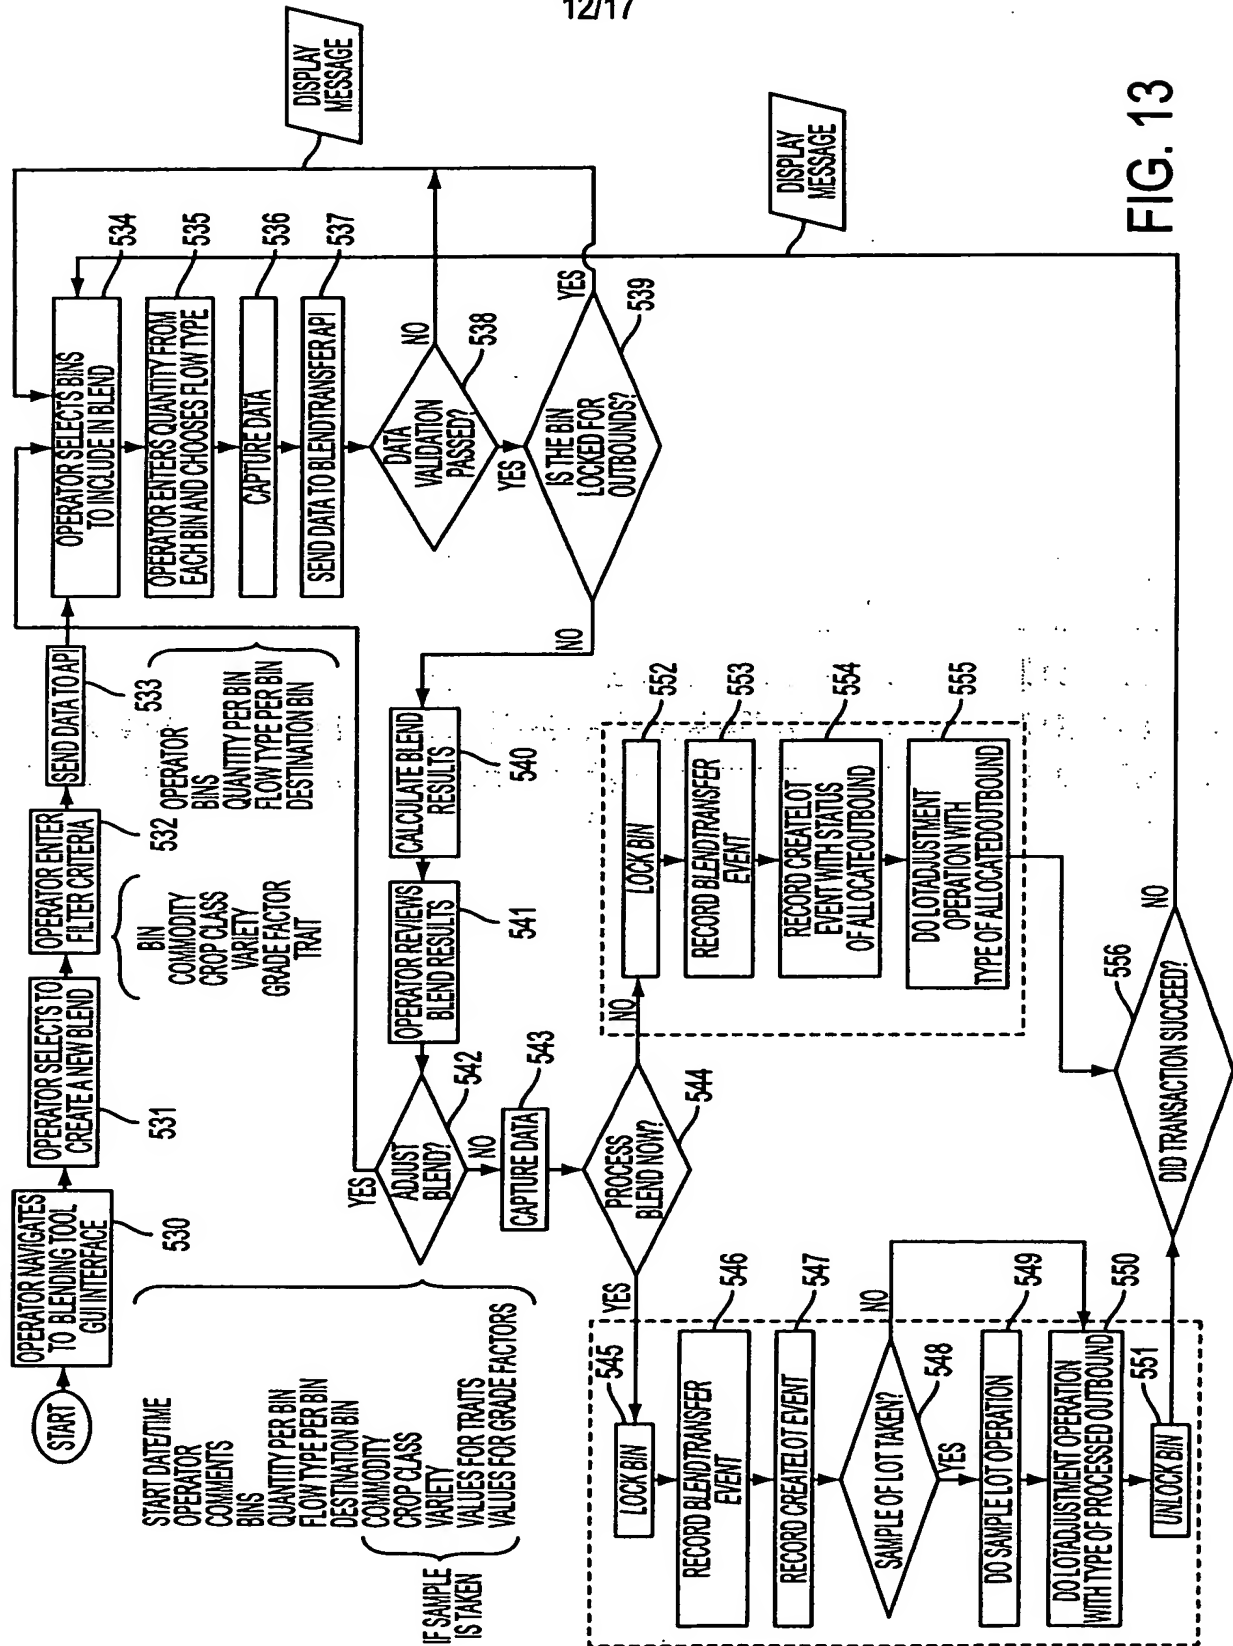 12/17
START
OPERATOR NAVIGATES
TO BLENDING TOOL
GUI INTERFACE
530
OPERATOR SELECTS TO
CREATE A NEW BLEND
531
OPERATOR ENTER
FILTER CRITERIA
532
BIN
COMMODITY
CROP CLASS
VARIETY
GRADE FACTOR
TRAIT
SEND DATA TO API
533
OPERATOR
BINS
QUANTITY PER BIN
FLOW TYPE PER BIN
DESTINATION BIN
OPERATOR SELECTS BINS
TO INCLUDE IN BLEND
534
OPERATOR ENTERS QUANTITY FROM
EACH BIN AND CHOOSES FLOW TYPE
535
CAPTURE DATA
536
SEND DATA TO BLENDTRANSFER API
537
DATA
VALIDATION
PASSED?
538
NO
YES
DISPLAY
MESSAGE
IS THE BIN
LOCKED FOR
OUTBOUNDS?
539
YES
NO
CALCULATE BLEND
RESULTS
540
OPERATOR REVIEWS
BLEND RESULTS
541
ADJUST
BLEND?
542
YES
NO
START DATE/TIME
OPERATOR
COMMENTS
BINS
QUANTITY PER BIN
FLOW TYPE PER BIN
DESTINATION BIN
COMMODITY
CROP CLASS
VARIETY
VALUES FOR TRAITS
VALUES FOR GRADE FACTORS
IF SAMPLE
IS TAKEN
CAPTURE DATA
543
PROCESS
BLEND NOW?
544
YES
NO
LOCK BIN
545
RECORD BLENDTRANSFER
EVENT
546
RECORD CREATELOT EVENT
547
SAMPLE OF LOT TAKEN?
548
NO
YES
DO SAMPLE LOT OPERATION
549
DO LOTADJUSTMENT OPERATION
WITH TYPE OF PROCESSED OUTBOUND
550
UNLOCK BIN
551
LOCK BIN
552
RECORD BLENDTRANSFER
EVENT
553
RECORD CREATELOT
EVENT WITH STATUS
OF ALLOCATEOUTBOUND
554
DO LOTADJUSTMENT
OPERATION WITH
TYPE OF ALLOCATEDOUTBOUND
555
DID TRANSACTION SUCCEED?
556
NO
DISPLAY
MESSAGE
FIG. 13